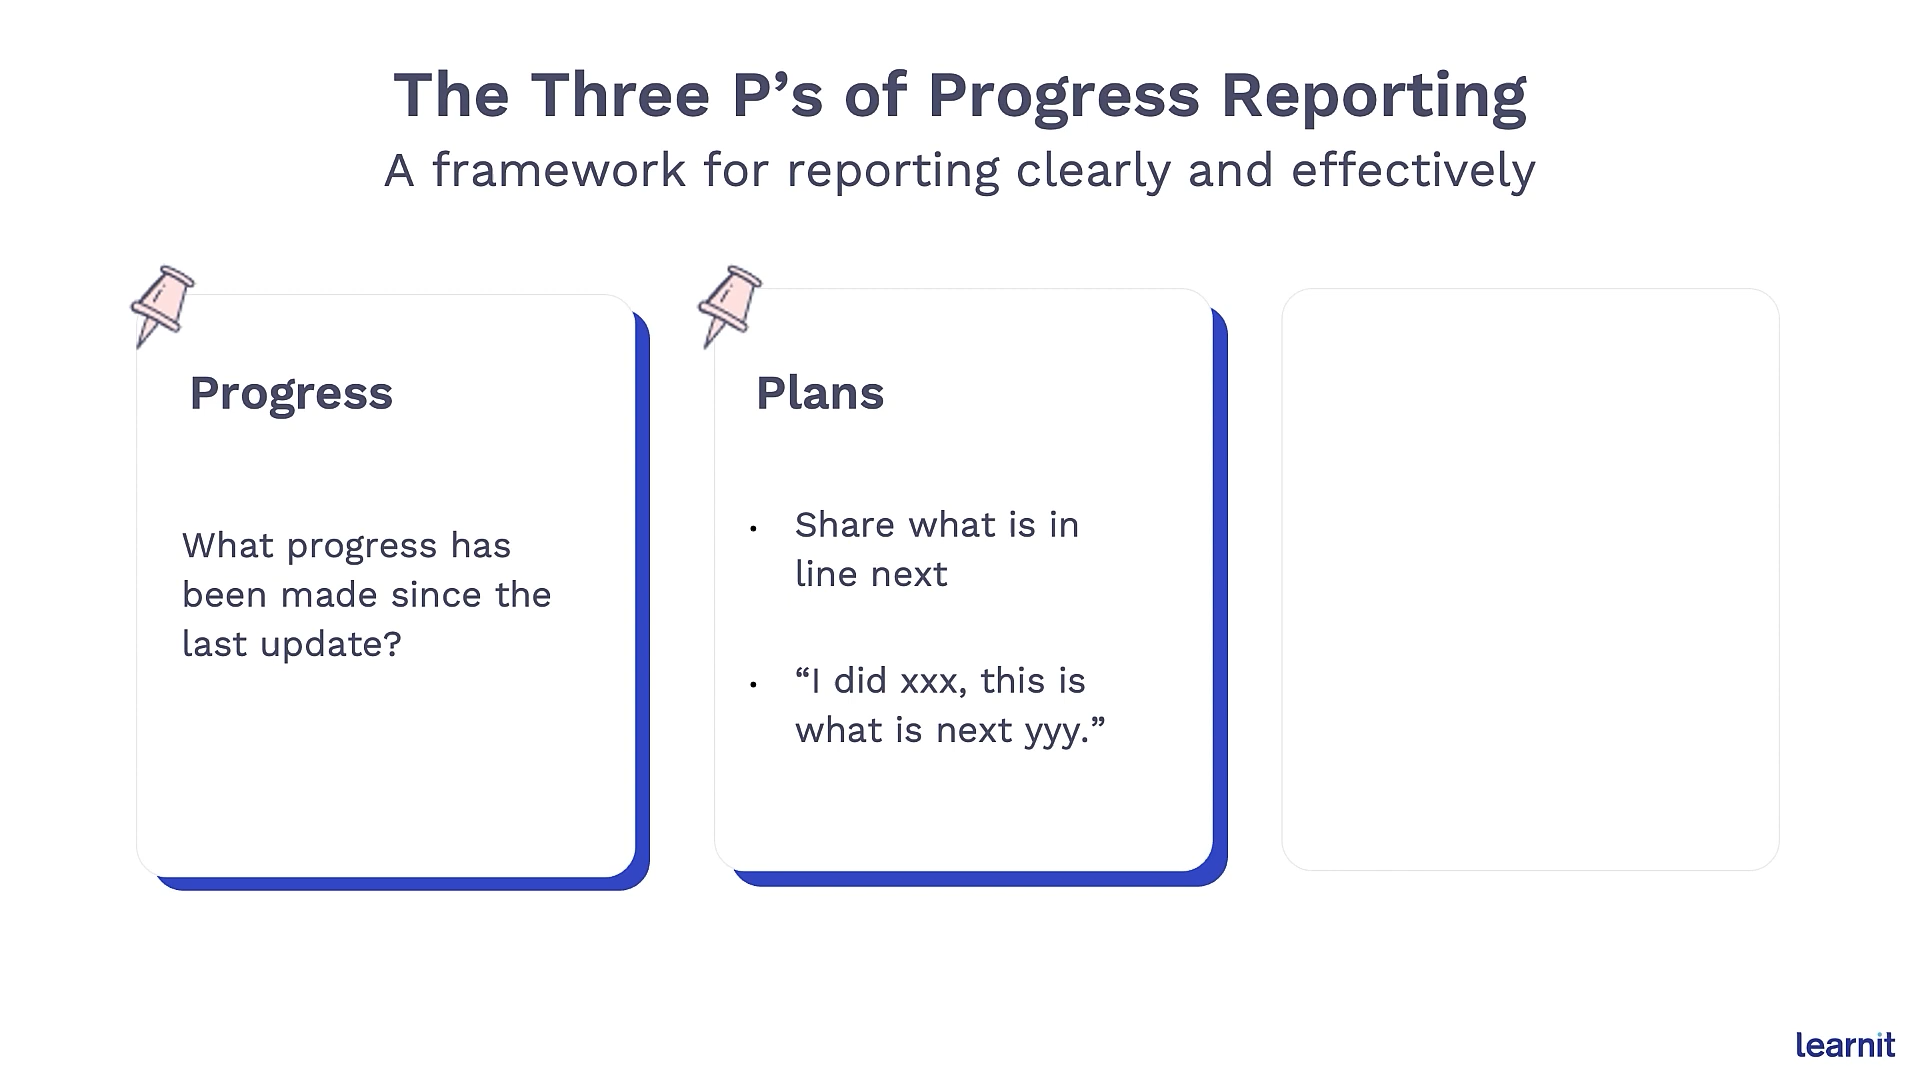 The Three P’s of Progress Reporting
A framework for reporting clearly and effectively
Progress
What progress has
been made since the
last update?
Plans
• Share what is in
line next
• “I did xxx, this is
what is next yyy.”
learnit